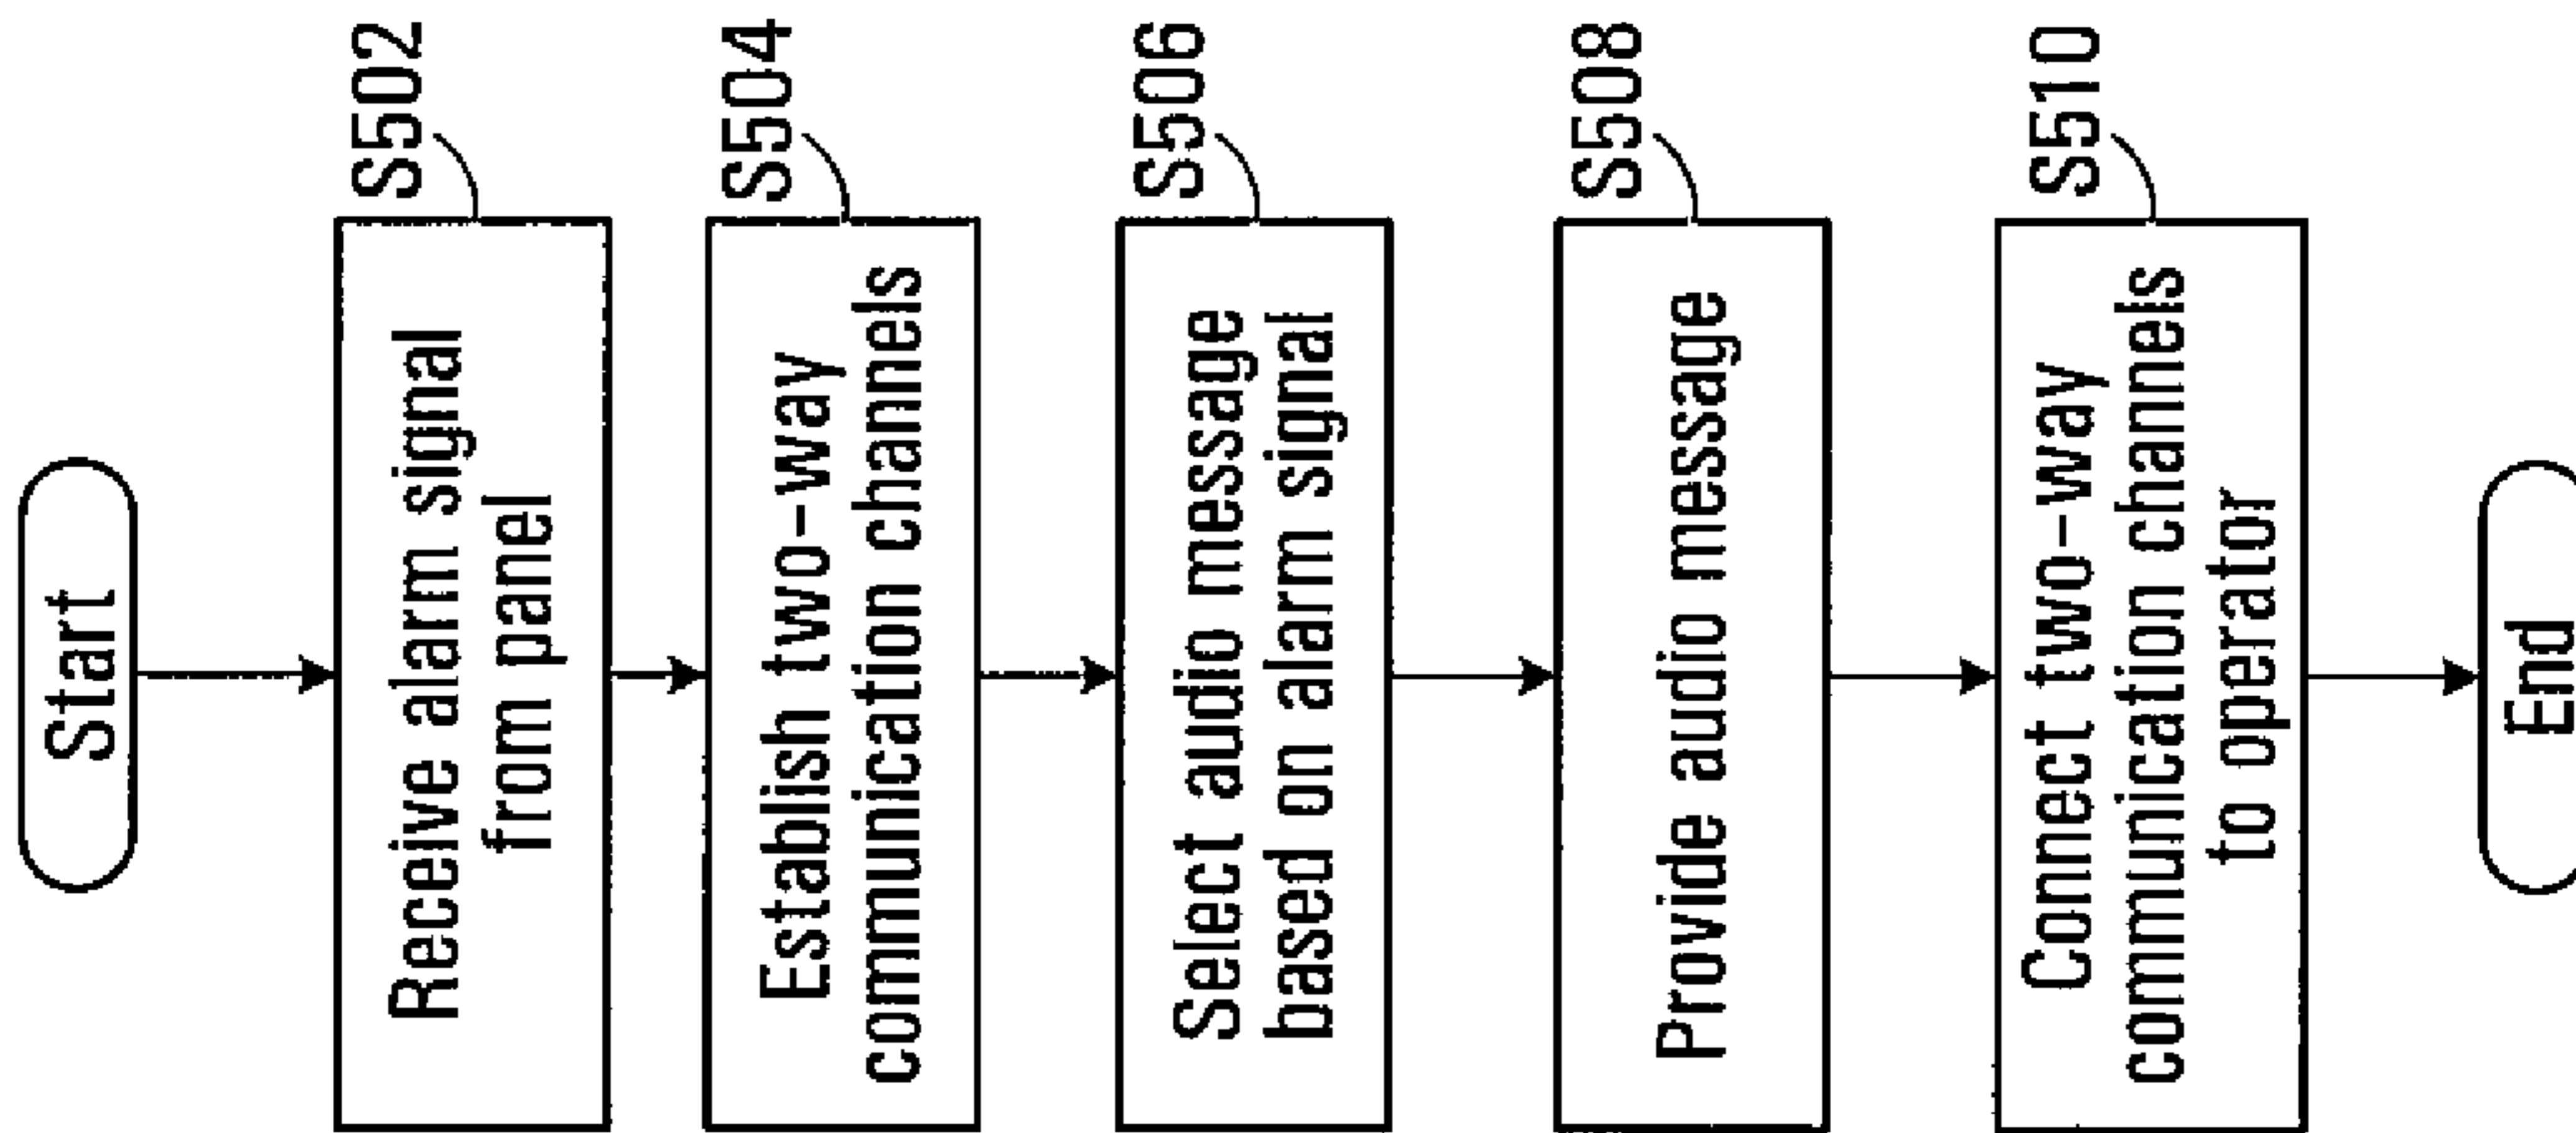 Start
S502
Receive alarm signal
from panel
S504
Establish two-way
communication channels
S506
Select audio message
based on alarm signal
S508
Provide audio message
S510
Connect two-way
communication channels
to operator
End